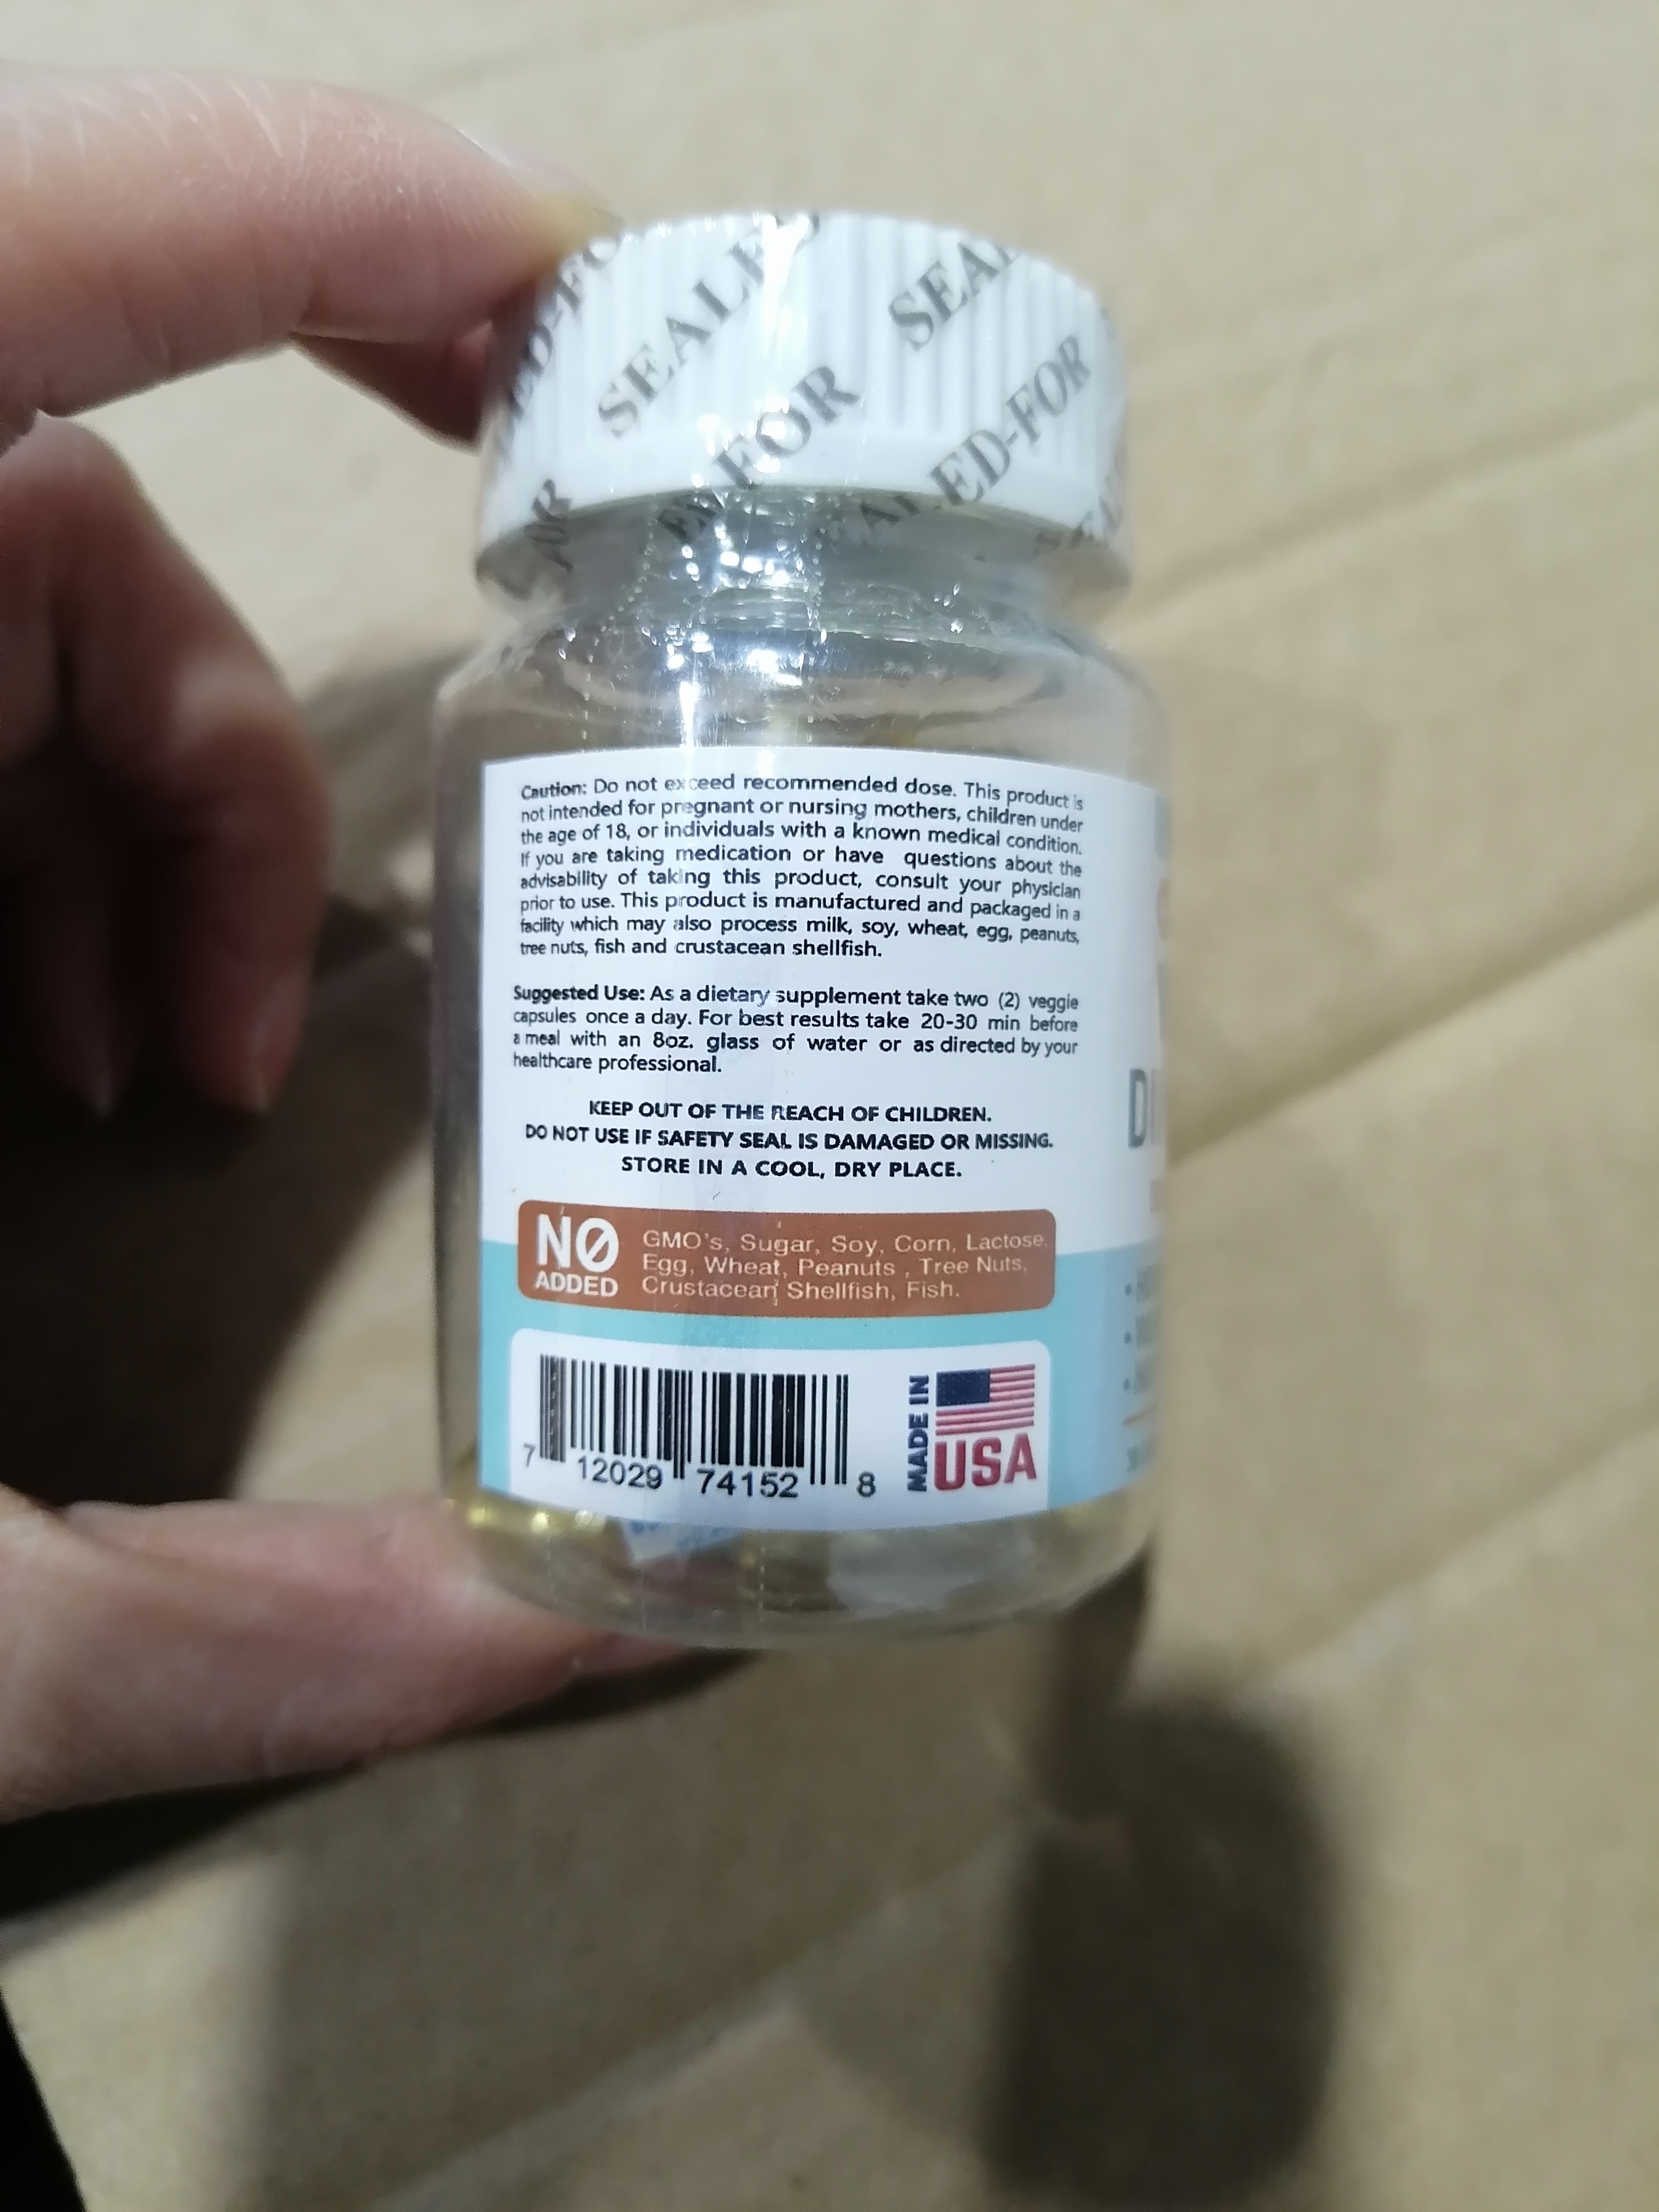 SEALED-FOR
Caution: Do not exceed recommended dose. This product is
not intended for pregnant or nursing mothers, children under
the age of 18, or individuals with a known medical condition.
If you are taking medication or have questions about the
advisability of taking this product, consult your physician
prior to use. This product is manufactured and packaged in a
facility which may also process milk, soy, wheat, egg, peanuts,
tree nuts, fish and crustacean shellfish.
Suggested Use: As a dietary supplement take two (2) veggie
capsules once a day. For best results take 20-30 min before
a meal with an 8oz. glass of water or as directed by your
healthcare professional.
KEEP OUT OF THE REACH OF CHILDREN.
DO NOT USE IF SAFETY SEAL IS DAMAGED OR MISSING.
STORE IN A COOL, DRY PLACE.
NO
ADDED
GMO's, Sugar, Soy, Corn, Lactose,
Egg, Wheat, Peanuts , Tree Nuts,
Crustacean Shellfish, Fish.
7 12029 74152 8
MADE IN
USA